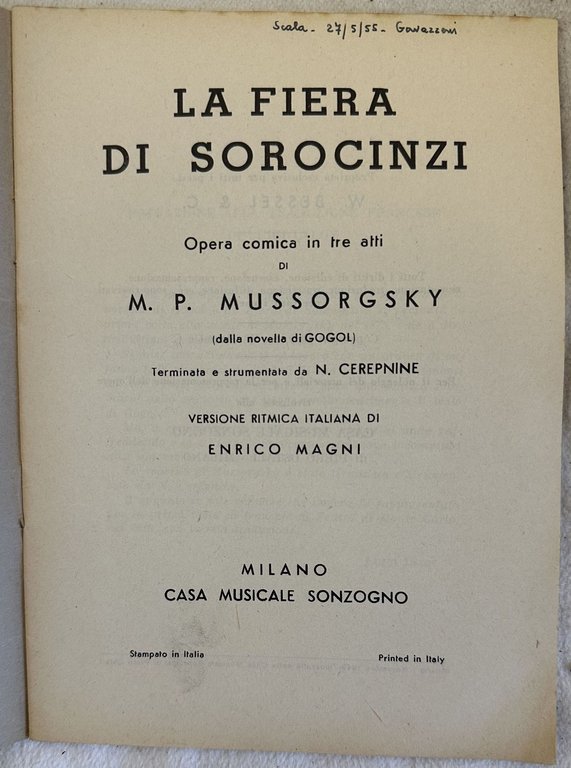 Scala - 27/5/55 - Gavazzeni
LA FIERA
DI SOROCINZI
Opera comica in tre atti
DI
M. P. MUSSORGSKY
(dalla novella di GOGOL)
Terminata e strumentata da N. CEREPNINE
VERSIONE RITMICA ITALIANA DI
ENRICO MAGNI
MILANO
CASA MUSICALE SONZOGNO
Stampato in Italia
Printed in Italy